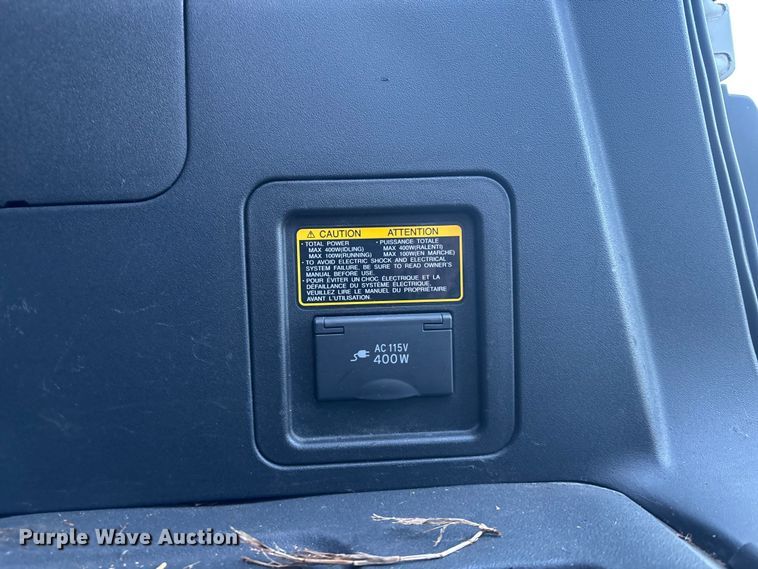 ⚠ CAUTION ATTENTION
• TOTAL POWER
MAX 400W(IDLING)
MAX 100W(RUNNING)
• PUISSANCE TOTALE
MAX 400W(RALENTI)
MAX 100W(EN MARCHE)
• TO AVOID ELECTRIC SHOCK AND ELECTRICAL
SYSTEM FAILURE, BE SURE TO READ OWNER'S
MANUAL BEFORE USE.
• POUR ÉVITER UN CHOC ÉLECTRIQUE ET LA
DÉFAILLANCE DU SYSTÈME ÉLECTRIQUE,
VEUILLEZ LIRE LE MANUEL DU PROPRIÉTAIRE
AVANT L'UTILISATION.
AC 115V
400W
Purple Wave Auction®